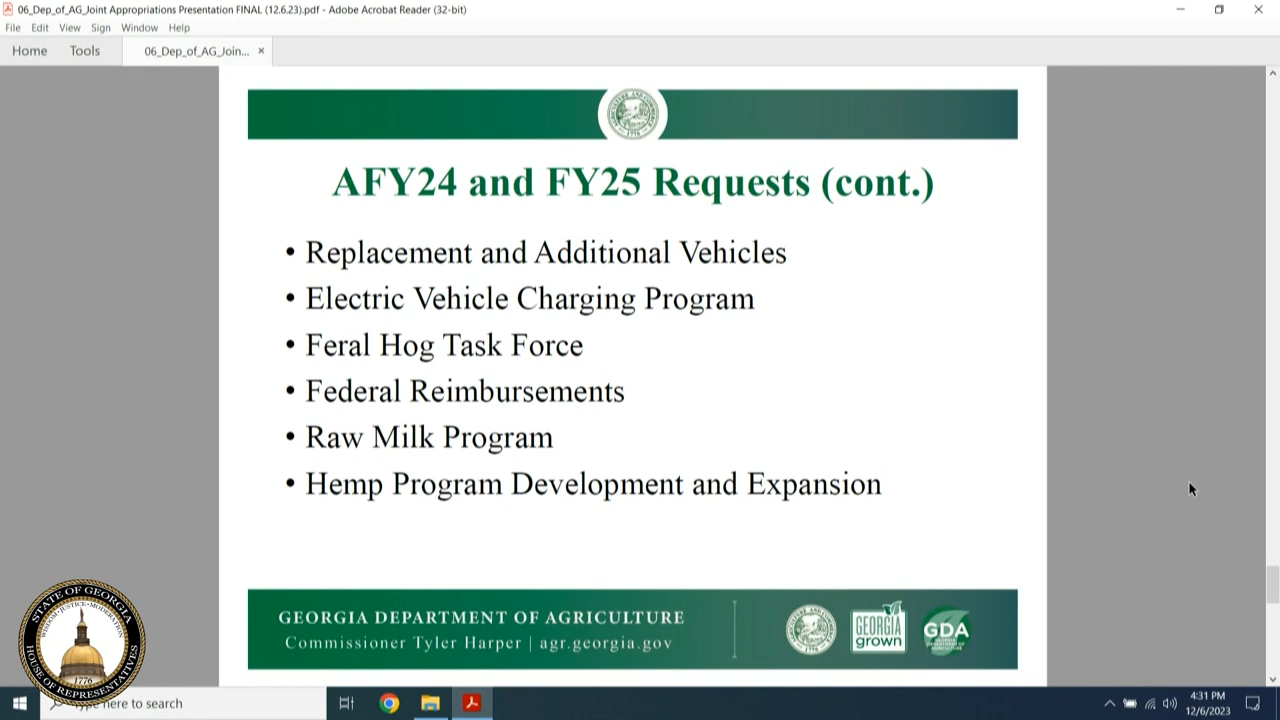 06_Dep_of_AG_Joint Appropriations Presentation FINAL (12.6.23).pdf - Adobe Acrobat Reader (32-bit)
File Edit View Sign Window Help
Home Tools 06_Dep_of_AG_Join... ×
AFY24 and FY25 Requests (cont.)
• Replacement and Additional Vehicles
• Electric Vehicle Charging Program
• Feral Hog Task Force
• Federal Reimbursements
• Raw Milk Program
• Hemp Program Development and Expansion
GEORGIA DEPARTMENT OF AGRICULTURE
Commissioner Tyler Harper | agr.georgia.gov
GEORGIA
grown
GDA
STATE OF GEORGIA
HOUSE OF REPRESENTATIVES
1776
here to search
4:31 PM
12/6/2023